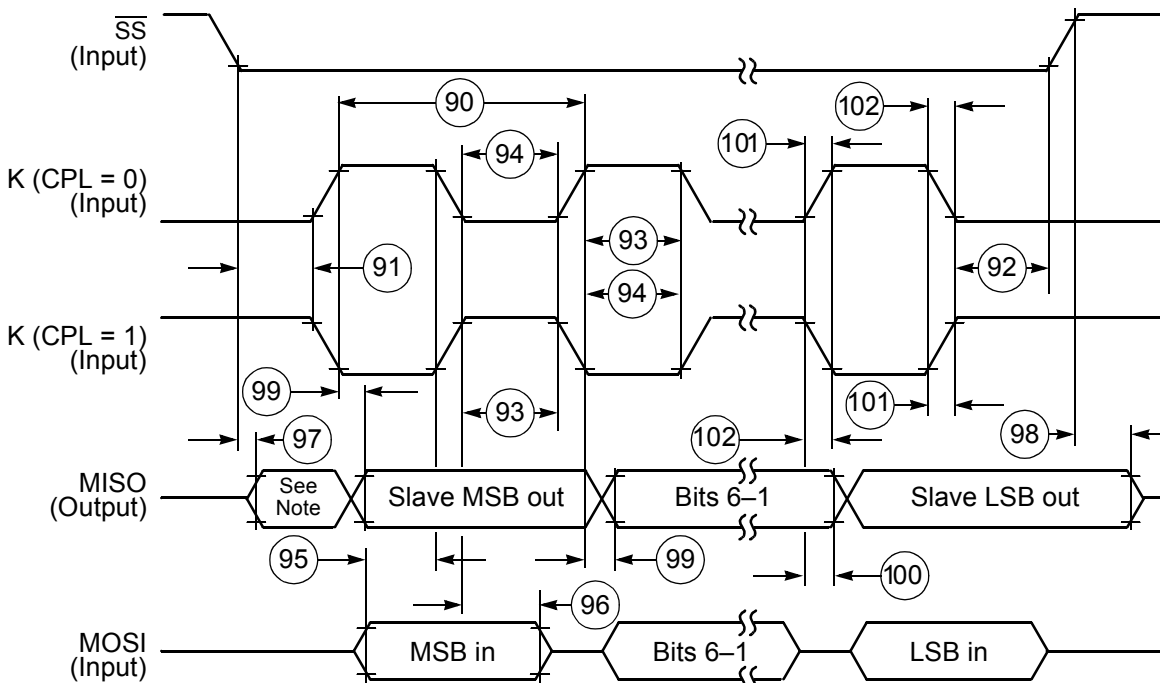 SS
(Input)
90
102
101
94
K (CPL = 0)
(Input)
93
91
92
94
K (CPL = 1)
(Input)
99
93
101
97
102
98
MISO
(Output)
See
Note
Slave MSB out
Bits 6–1
Slave LSB out
95
99
100
96
MOSI
(Input)
MSB in
Bits 6–1
LSB in